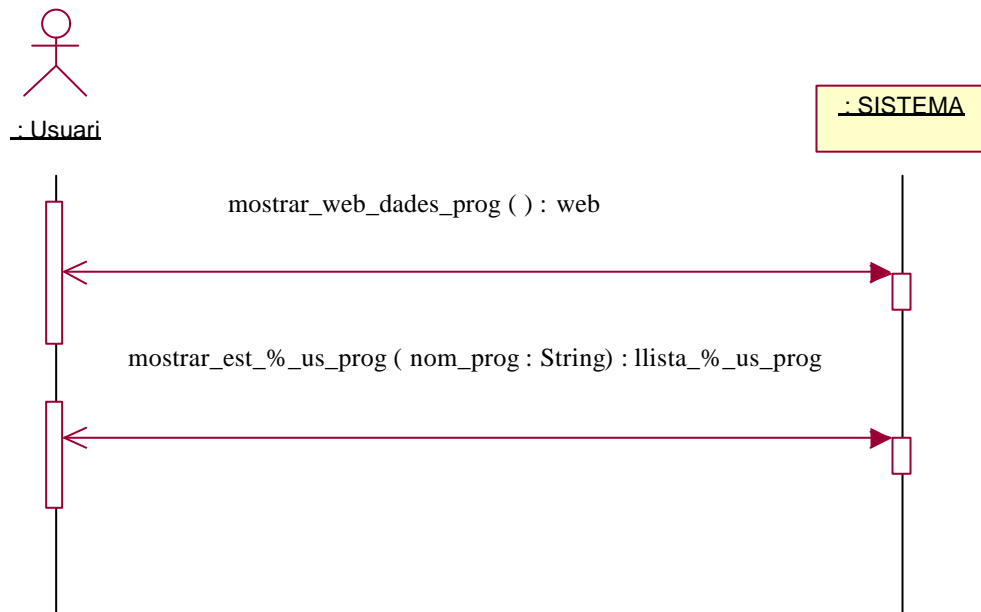 : Usuari
: SISTEMA
mostrar_web_dades_prog ( ) : web
mostrar_est_%_us_prog ( nom_prog : String) : llista_%_us_prog